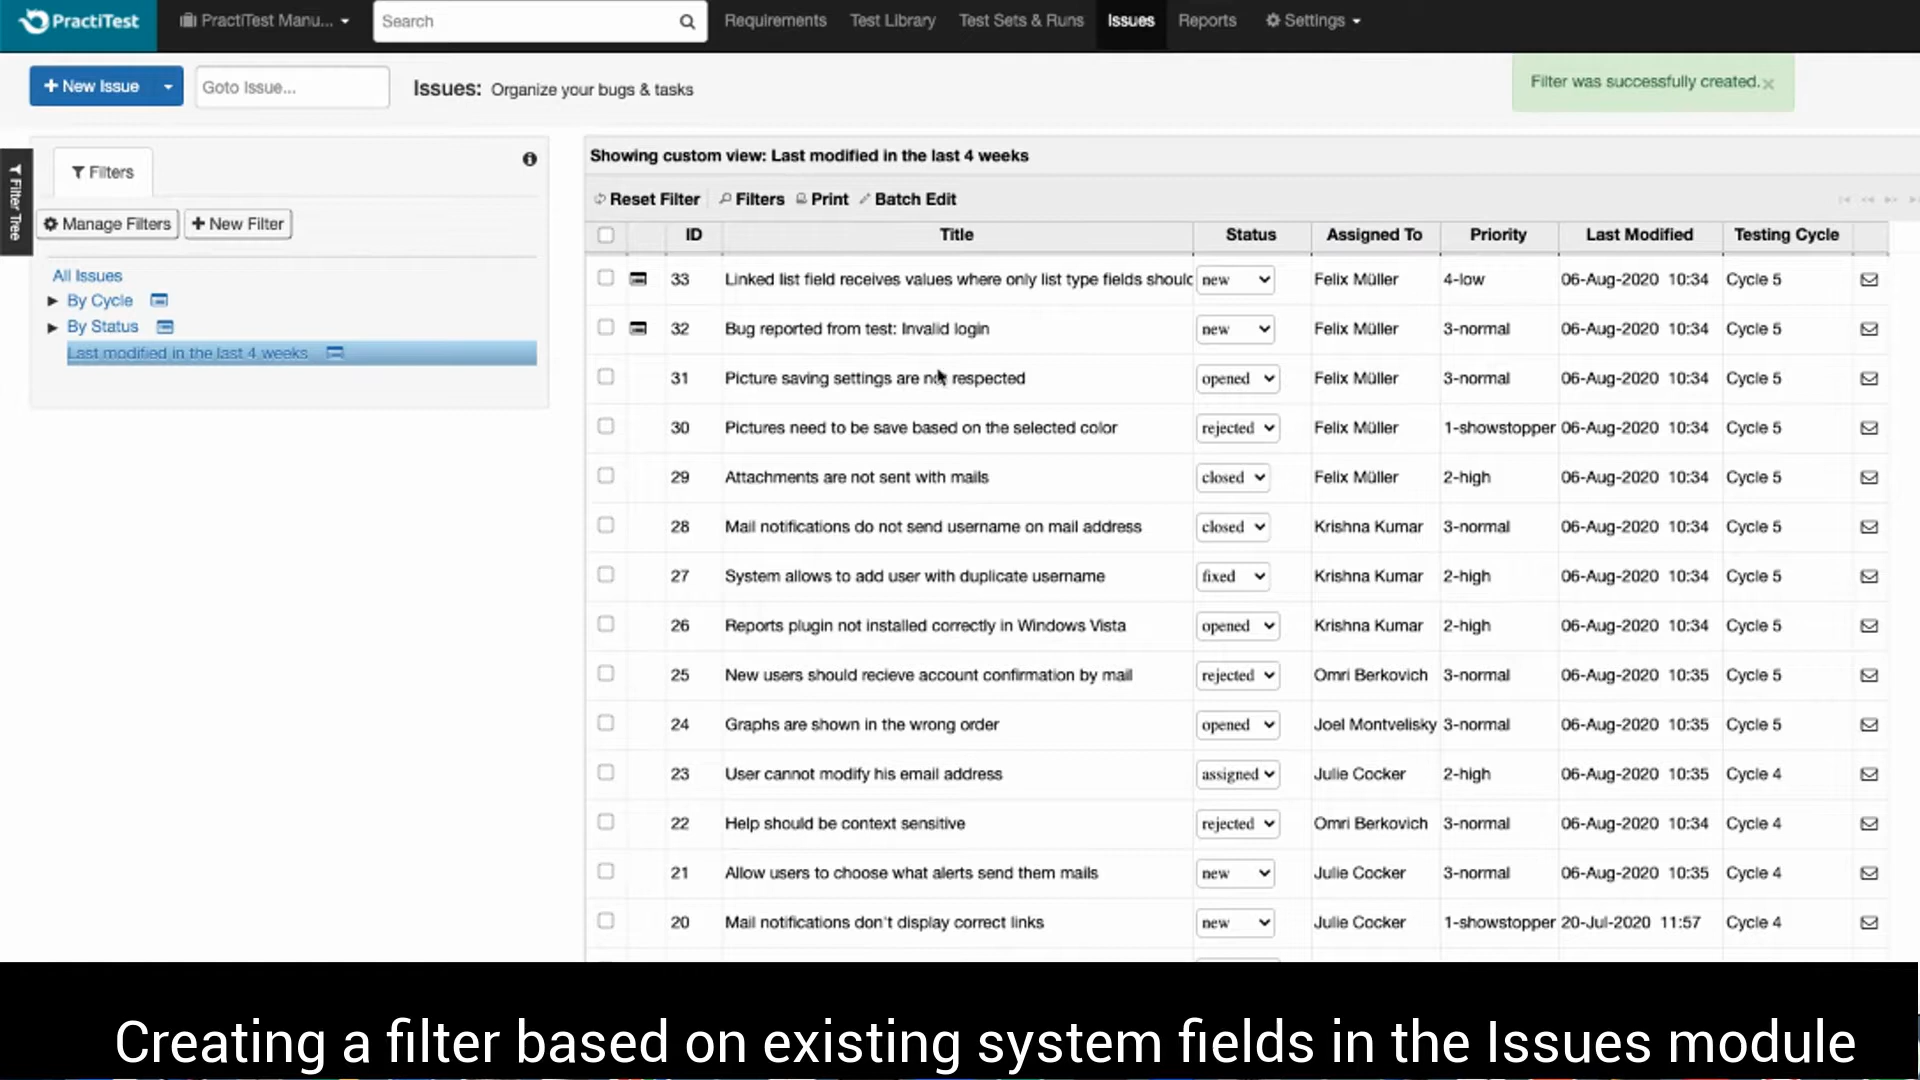 PractiTest PractiTest Manu... Search Requirements Test Library Test Sets & Runs Issues Reports Settings
New Issue Goto Issue... Issues: Organize your bugs & tasks Filter was successfully created.
Filter Tree
Filters
Manage Filters New Filter
All Issues
By Cycle
By Status
Last modified in the last 4 weeks
Showing custom view: Last modified in the last 4 weeks
Reset Filter Filters Print Batch Edit
ID Title Status Assigned To Priority Last Modified Testing Cycle
33 Linked list field receives values where only list type fields shoulc new Felix Müller 4-low 06-Aug-2020 10:34 Cycle 5
32 Bug reported from test: Invalid login new Felix Müller 3-normal 06-Aug-2020 10:34 Cycle 5
31 Picture saving settings are not respected opened Felix Müller 3-normal 06-Aug-2020 10:34 Cycle 5
30 Pictures need to be save based on the selected color rejected Felix Müller 1-showstopper 06-Aug-2020 10:34 Cycle 5
29 Attachments are not sent with mails closed Felix Müller 2-high 06-Aug-2020 10:34 Cycle 5
28 Mail notifications do not send username on mail address closed Krishna Kumar 3-normal 06-Aug-2020 10:34 Cycle 5
27 System allows to add user with duplicate username fixed Krishna Kumar 2-high 06-Aug-2020 10:34 Cycle 5
26 Reports plugin not installed correctly in Windows Vista opened Krishna Kumar 2-high 06-Aug-2020 10:34 Cycle 5
25 New users should recieve account confirmation by mail rejected Omri Berkovich 3-normal 06-Aug-2020 10:35 Cycle 5
24 Graphs are shown in the wrong order opened Joel Montvelisky 3-normal 06-Aug-2020 10:35 Cycle 5
23 User cannot modify his email address assigned Julie Cocker 2-high 06-Aug-2020 10:35 Cycle 4
22 Help should be context sensitive rejected Omri Berkovich 3-normal 06-Aug-2020 10:34 Cycle 4
21 Allow users to choose what alerts send them mails new Julie Cocker 3-normal 06-Aug-2020 10:35 Cycle 4
20 Mail notifications don't display correct links new Julie Cocker 1-showstopper 20-Jul-2020 11:57 Cycle 4
Creating a filter based on existing system fields in the Issues module